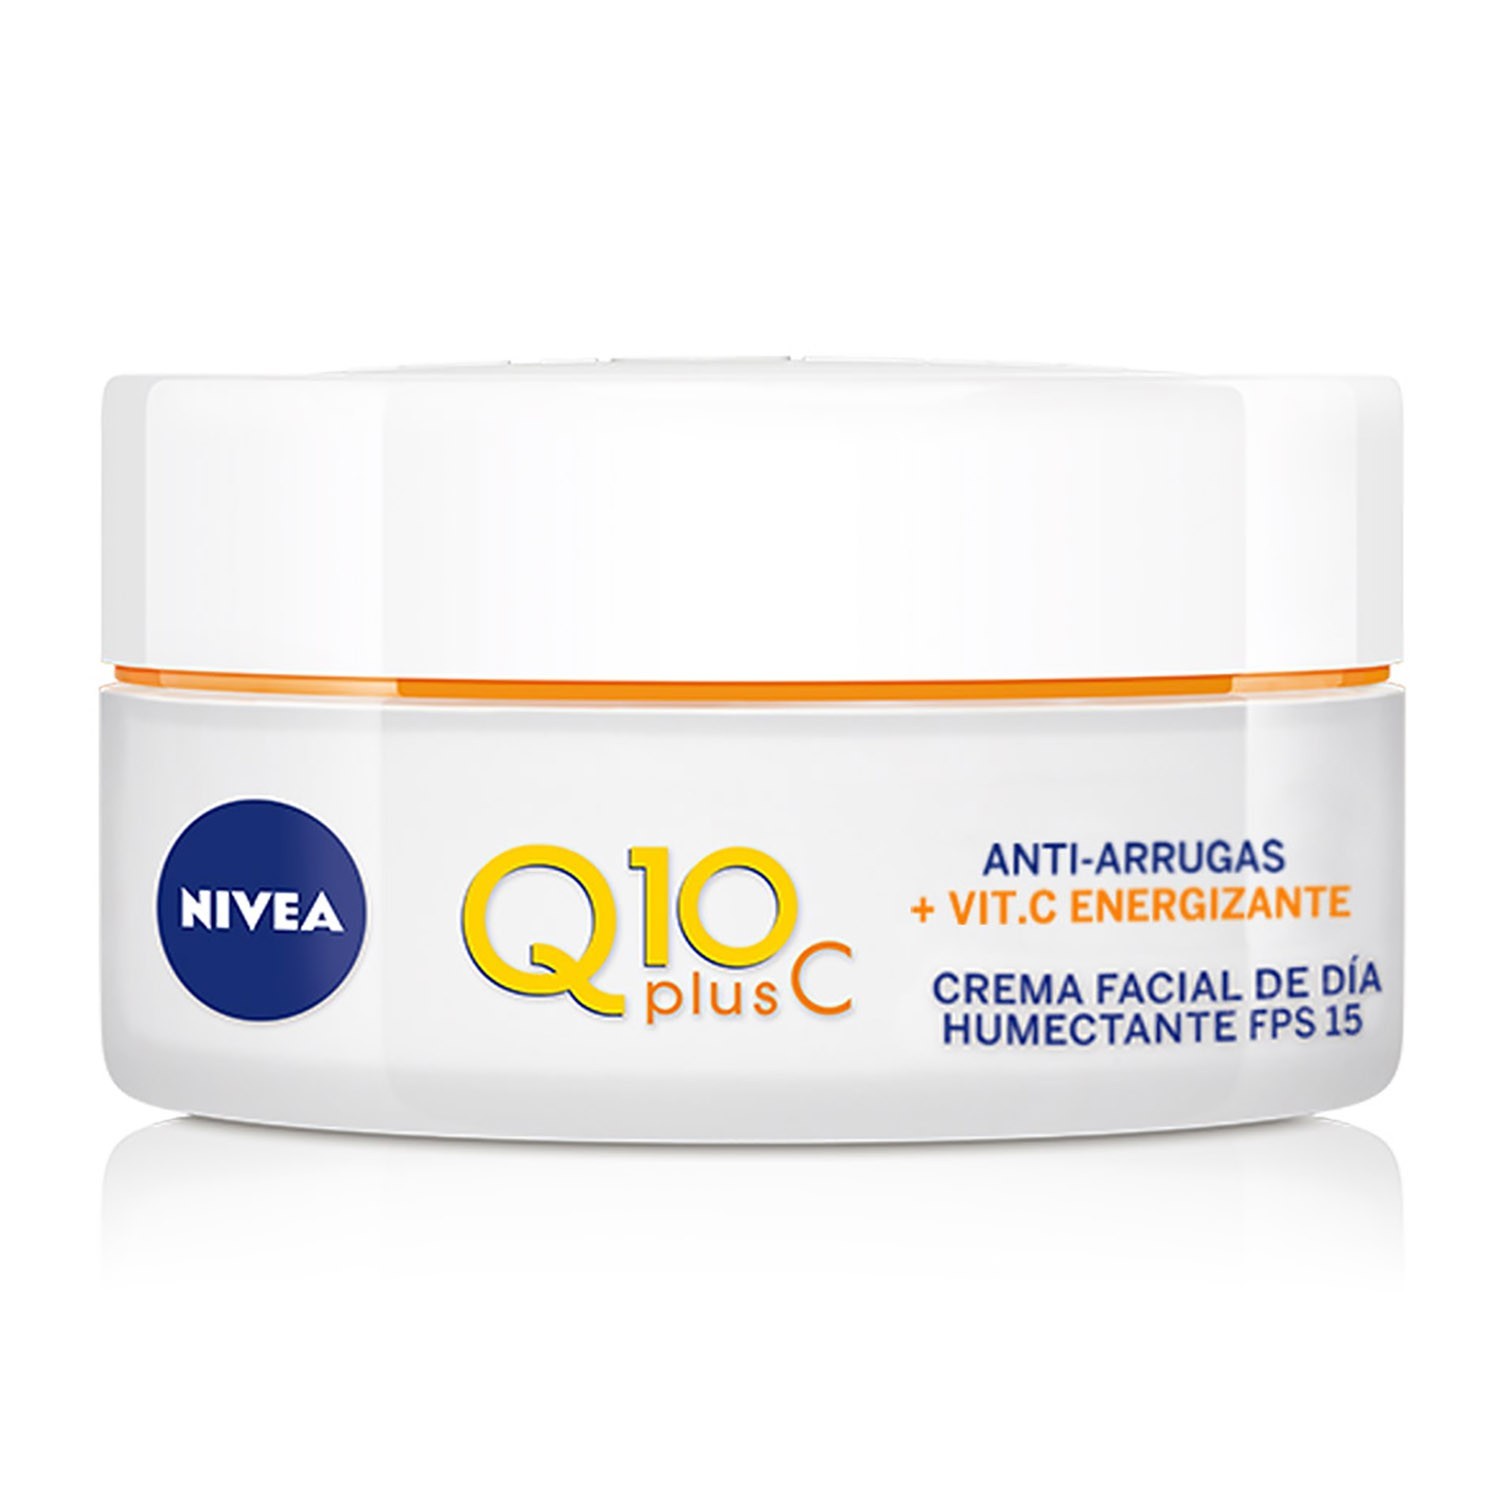 NIVEA
Q10
plus C
ANTI-ARRUGAS
+ VIT.C ENERGIZANTE
CREMA FACIAL DE DÍA
HUMECTANTE FPS 15